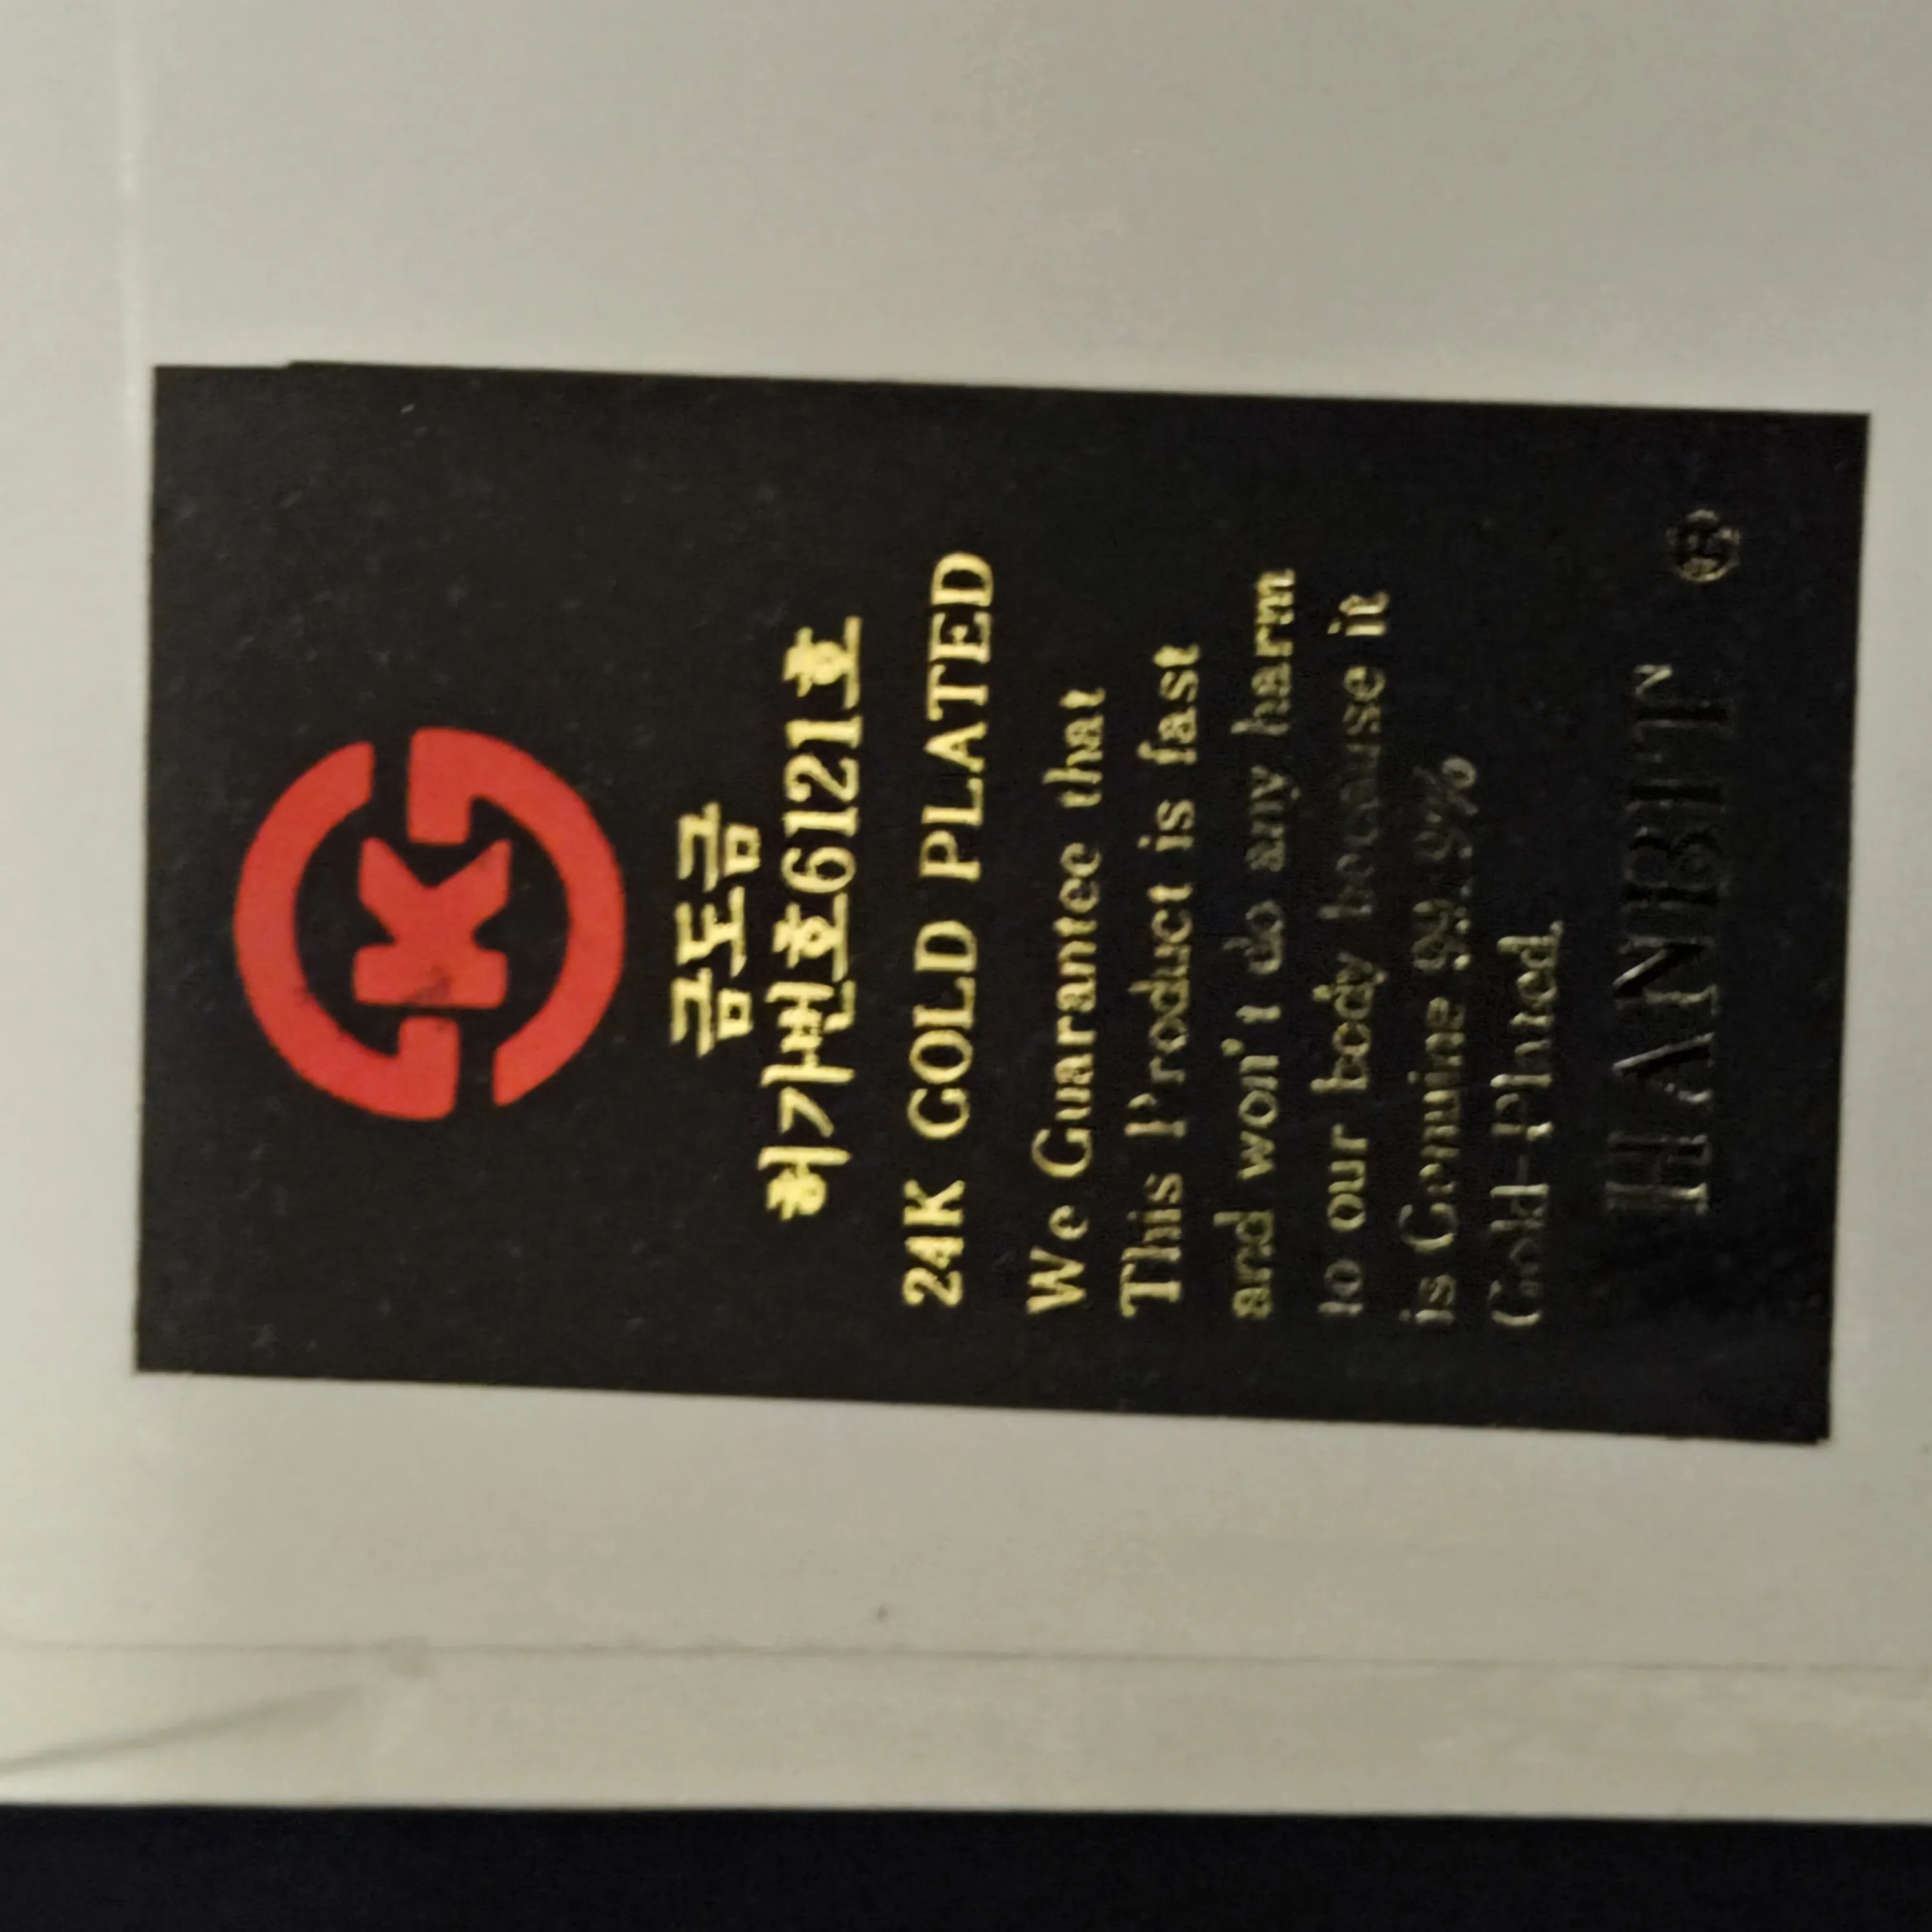 K
금도금
허가번호6121호
24K GOLD PLATED
We Guarantee that
This Product is fast
and won't do any harm
to our body because it
is Genuine 99.9%
Gold-Plated.
HANBIT
®